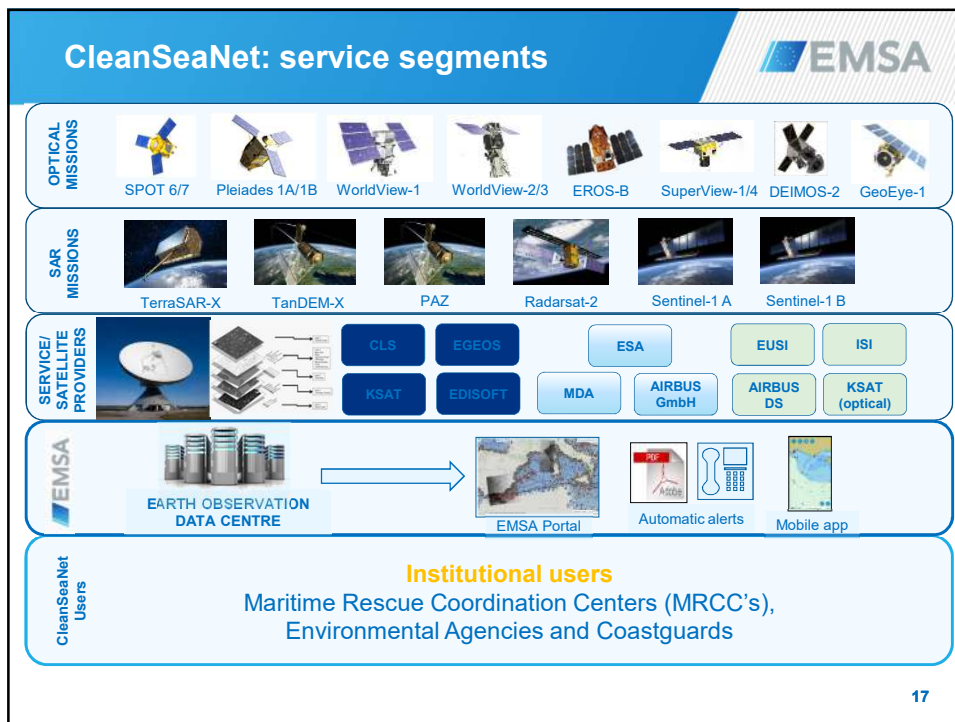 CleanSeaNet: service segments
EMSA
OPTICAL
MISSIONS
SPOT 6/7
Pleiades 1A/1B
WorldView-1
WorldView-2/3
EROS-B
SuperView-1/4
DEIMOS-2
GeoEye-1
SAR
MISSIONS
TerraSAR-X
TanDEM-X
PAZ
Radarsat-2
Sentinel-1 A
Sentinel-1 B
SERVICE/
SATELLITE
PROVIDERS
CLS
EGEOS
KSAT
EDISOFT
ESA
MDA
AIRBUS
GmbH
EUSI
ISI
AIRBUS
DS
KSAT
(optical)
EMSA
EARTH OBSERVATION
DATA CENTRE
EMSA Portal
PDF
Adobe
Automatic alerts
Mobile app
CleanSeaNet
Users
Institutional users
Maritime Rescue Coordination Centers (MRCC's),
Environmental Agencies and Coastguards
17